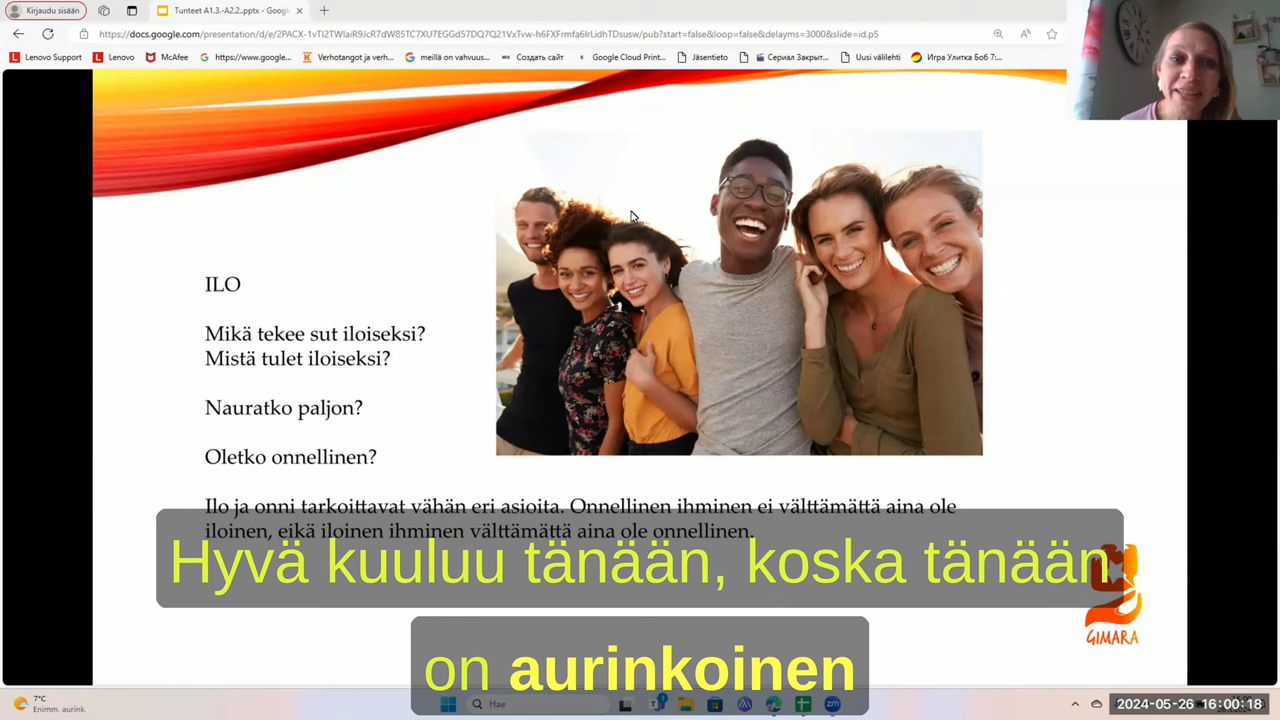 Kirjaudu sisään
Tunteet A1.3.-A2.2..pptx - Googl
https://docs.google.com/presentation/d/e/2PACX-1vTI2TWlaiR9JcR7dW85TC7XU7EGGd57DQ7Q21VxTvw-h6FXFrmfa6lrLidhTDsusw/pub?start=false&loop=false&delayms=3000&slide=id.p5
Lenovo Support
Lenovo
McAfee
https://www.google...
Verhotangot ja verh...
meillä on vahvuus...
Создать сайт
Google Cloud Print...
Jäsentieto
Сериал Закрыт...
Uusi välilehti
Игра Улитка Боб 7:...
ILO
Mikä tekee sut iloiseksi?
Mistä tulet iloiseksi?
Nauratko paljon?
Oletko onnellinen?
Ilo ja onni tarkoittavat vähän eri asioita. Onnellinen ihminen ei välttämättä aina ole
iloinen, eikä iloinen ihminen välttämättä aina ole onnellinen.
Hyvä kuuluu tänään, koska tänään
on aurinkoinen
GIMARA
7°C
Enimm. aurink.
Hae
2024-05-26 16:00:18